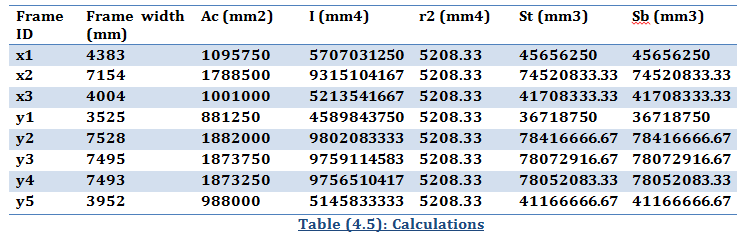 Frame ID Frame width (mm) Ac (mm2) I (mm4) r2 (mm4) St (mm3) Sb (mm3)
x1 4383 1095750 5707031250 5208.33 45656250 45656250
x2 7154 1788500 9315104167 5208.33 74520833.33 74520833.33
x3 4004 1001000 5213541667 5208.33 41708333.33 41708333.33
y1 3525 881250 4589843750 5208.33 36718750 36718750
y2 7528 1882000 9802083333 5208.33 78416666.67 78416666.67
y3 7495 1873750 9759114583 5208.33 78072916.67 78072916.67
y4 7493 1873250 9756510417 5208.33 78052083.33 78052083.33
y5 3952 988000 5145833333 5208.33 41166666.67 41166666.67
Table (4.5): Calculations